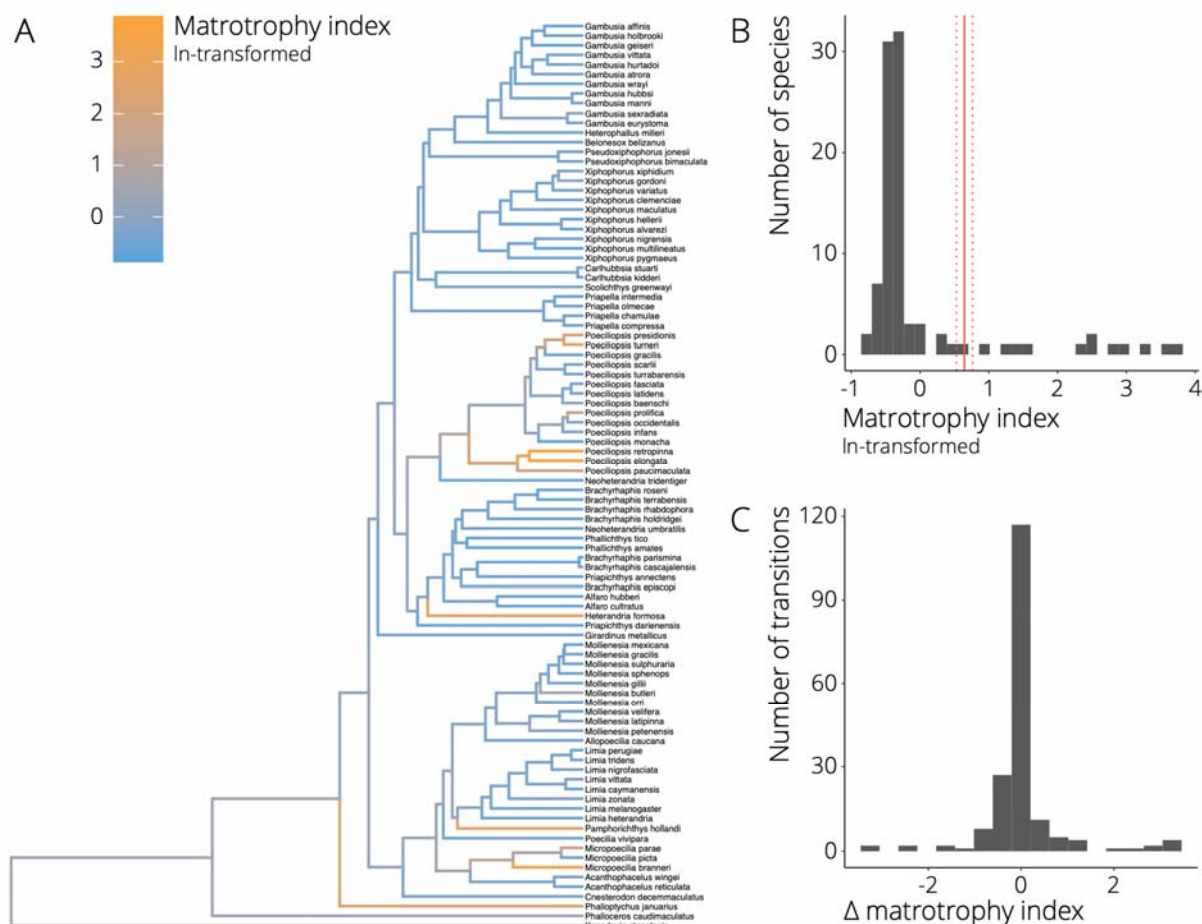 A
Matrotrophy index
ln-transformed
3
2
1
0
Gambusia affinis
Gambusia holbrooki
Gambusia geiseri
Gambusia vittata
Gambusia hurtadoi
Gambusia atrora
Gambusia wrayi
Gambusia hubbsi
Gambusia manni
Gambusia sexradiata
Gambusia eurystoma
Heterophallus milleri
Belonesox belizanus
Pseudoxiphophorus jonesii
Pseudoxiphophorus bimaculata
Xiphophorus xiphidium
Xiphophorus gordoni
Xiphophorus variatus
Xiphophorus clemenciae
Xiphophorus maculatus
Xiphophorus hellerii
Xiphophorus alvarezi
Xiphophorus nigrensis
Xiphophorus multilineatus
Xiphophorus pygmaeus
Carlhubbsia stuarti
Carlhubbsia kidderi
Scolichthys greenwayi
Priapella intermedia
Priapella olmecae
Priapella chamulae
Priapella compressa
Poeciliopsis presidionis
Poeciliopsis turneri
Poeciliopsis gracilis
Poeciliopsis scarlii
Poeciliopsis turrabarensis
Poeciliopsis fasciata
Poeciliopsis latidens
Poeciliopsis baenschi
Poeciliopsis prolifica
Poeciliopsis occidentalis
Poeciliopsis infans
Poeciliopsis monacha
Poeciliopsis retropinna
Poeciliopsis elongata
Poeciliopsis paucimaculata
Neoheterandria tridentiger
Brachyrhaphis roseni
Brachyrhaphis terrabensis
Brachyrhaphis rhabdophora
Brachyrhaphis holdridgei
Neoheterandria umbratilis
Phallichthys tico
Phallichthys amates
Brachyrhaphis parismina
Brachyrhaphis cascajalensis
Priapichthys annectens
Brachyrhaphis episcopi
Alfaro hubberi
Alfaro cultratus
Heterandria formosa
Priapichthys darienensis
Girardinus metallicus
Mollienesia mexicana
Mollienesia gracilis
Mollienesia sulphuraria
Mollienesia sphenops
Mollienesia gillii
Mollienesia butleri
Mollienesia orri
Mollienesia velifera
Mollienesia latipinna
Mollienesia petenensis
Allopoecilia caucana
Limia perugiae
Limia tridens
Limia nigrofasciata
Limia vittata
Limia caymanensis
Limia zonata
Limia melanogaster
Limia heterandria
Pamphorichthys hollandi
Poecilia vivipara
Micropoecilia parae
Micropoecilia picta
Micropoecilia branneri
Acanthophacelus wingei
Acanthophacelus reticulata
Cnesterodon decemmaculatus
Phalloptychus januarius
Phalloceros caudimaculatus
B
Number of species
30
20
10
0
-1 0 1 2 3 4
Matrotrophy index
ln-transformed
C
Number of transitions
120
90
60
30
0
-2 0 2
Δ matrotrophy index